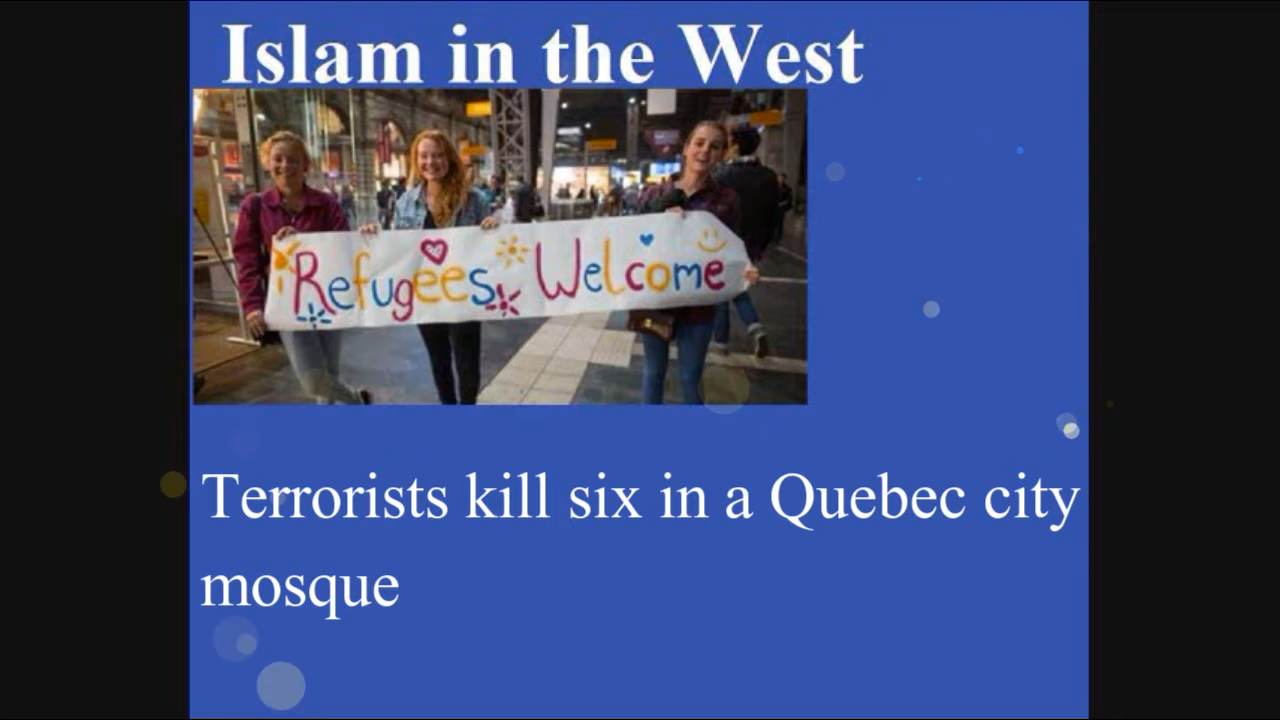 Islam in the West
Refugees Welcome
Terrorists kill six in a Quebec city
mosque